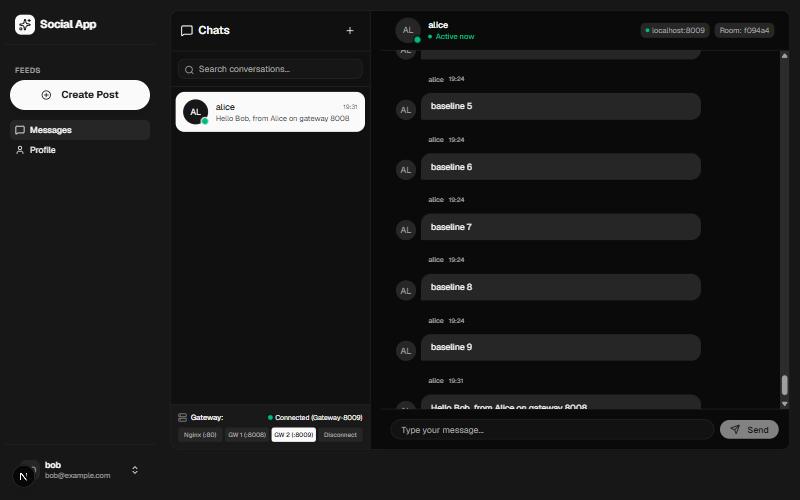 Social App
FEEDS
Create Post
Messages
Profile
N
bob
bob@example.com
Chats
Search conversations...
AL
alice
19:31
Hello Bob, from Alice on gateway 8008
Gateway:
Connected (Gateway-8009)
Nginx (:80)
GW 1 (:8008)
GW 2 (:8009)
Disconnect
AL
alice
Active now
localhost:8009
Room: f094a4
AL
alice 19:24
AL baseline 5
alice 19:24
AL baseline 6
alice 19:24
AL baseline 7
alice 19:24
AL baseline 8
alice 19:24
AL baseline 9
alice 19:31
Hello Bob, from Alice on gateway 8008
Type your message...
Send